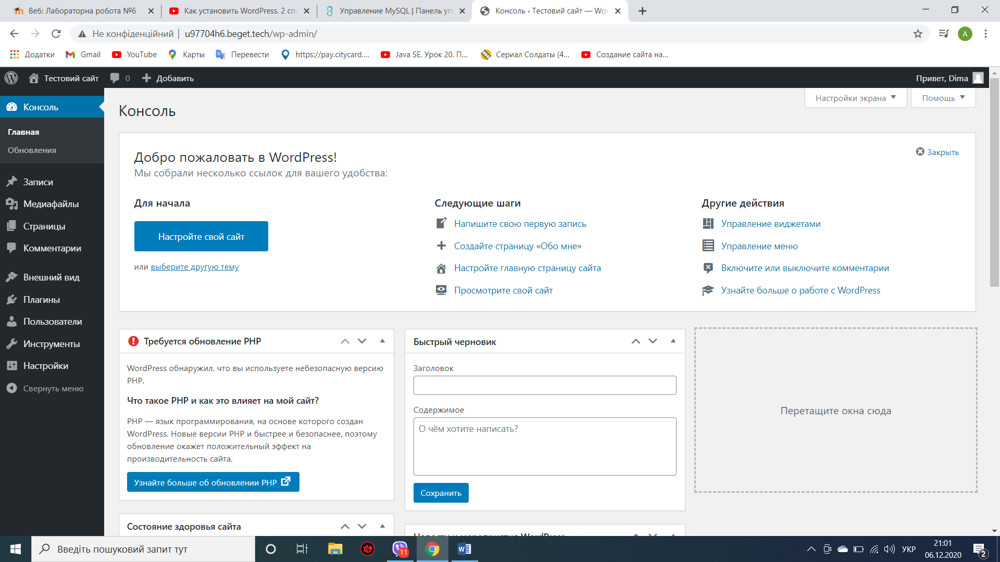 Веб: Лабораторна робота №6
Как установить WordPress. 2 спо
Управление MySQL | Панель упр
Консоль ‹ Тестовий сайт — Wor
Не конфіденційний
u97704h6.beget.tech/wp-admin/
A
Додатки
Gmail
YouTube
Карты
Перевести
https://pay.citycard....
Java SE. Урок 20. П...
Сериал Солдаты (4...
Создание сайта на...
Тестовий сайт
0
Добавить
Привет, Dima
Консоль
Главная
Обновления
Записи
Медиафайлы
Страницы
Комментарии
Внешний вид
Плагины
Пользователи
Инструменты
Настройки
Свернуть меню
Настройки экрана
Помощь
Консоль
Добро пожаловать в WordPress!
Мы собрали несколько ссылок для вашего удобства:
Закрыть
Для начала
Настройте свой сайт
или выберите другую тему
Следующие шаги
Напишите свою первую запись
Создайте страницу «Обо мне»
Настройте главную страницу сайта
Просмотрите свой сайт
Другие действия
Управление виджетами
Управление меню
Включите или выключите комментарии
Узнайте больше о работе с WordPress
Требуется обновление PHP
WordPress обнаружил, что вы используете небезопасную версию
PHP.
Что такое PHP и как это влияет на мой сайт?
PHP — язык программирования, на основе которого создан
WordPress. Новые версии PHP и быстрее и безопаснее, поэтому
обновление окажет положительный эффект на
производительность сайта.
Узнайте больше об обновлении PHP
Состояние здоровья сайта
Быстрый черновик
Заголовок
Содержимое
О чём хотите написать?
Сохранить
Новости и мероприятия WordPress
Перетащите окна сюда
Введіть пошуковий запит тут
11
УКР
21:01
06.12.2020
2